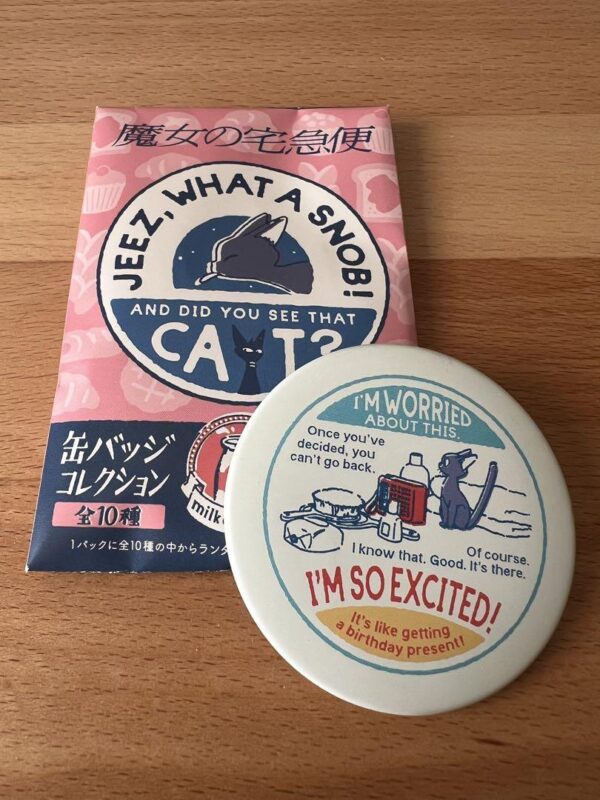 魔女の宅急便
JEEZ, WHAT A SNOB!
AND DID YOU SEE THAT
CAT?
缶バッジ
コレクション
全10種
1パックに全10種の中からラン
milk
I'M WORRIED
ABOUT THIS.
Once you've
decided, you
can't go back.
Of course.
I know that. Good. It's there.
I'M SO EXCITED!
It's like getting
a birthday present!